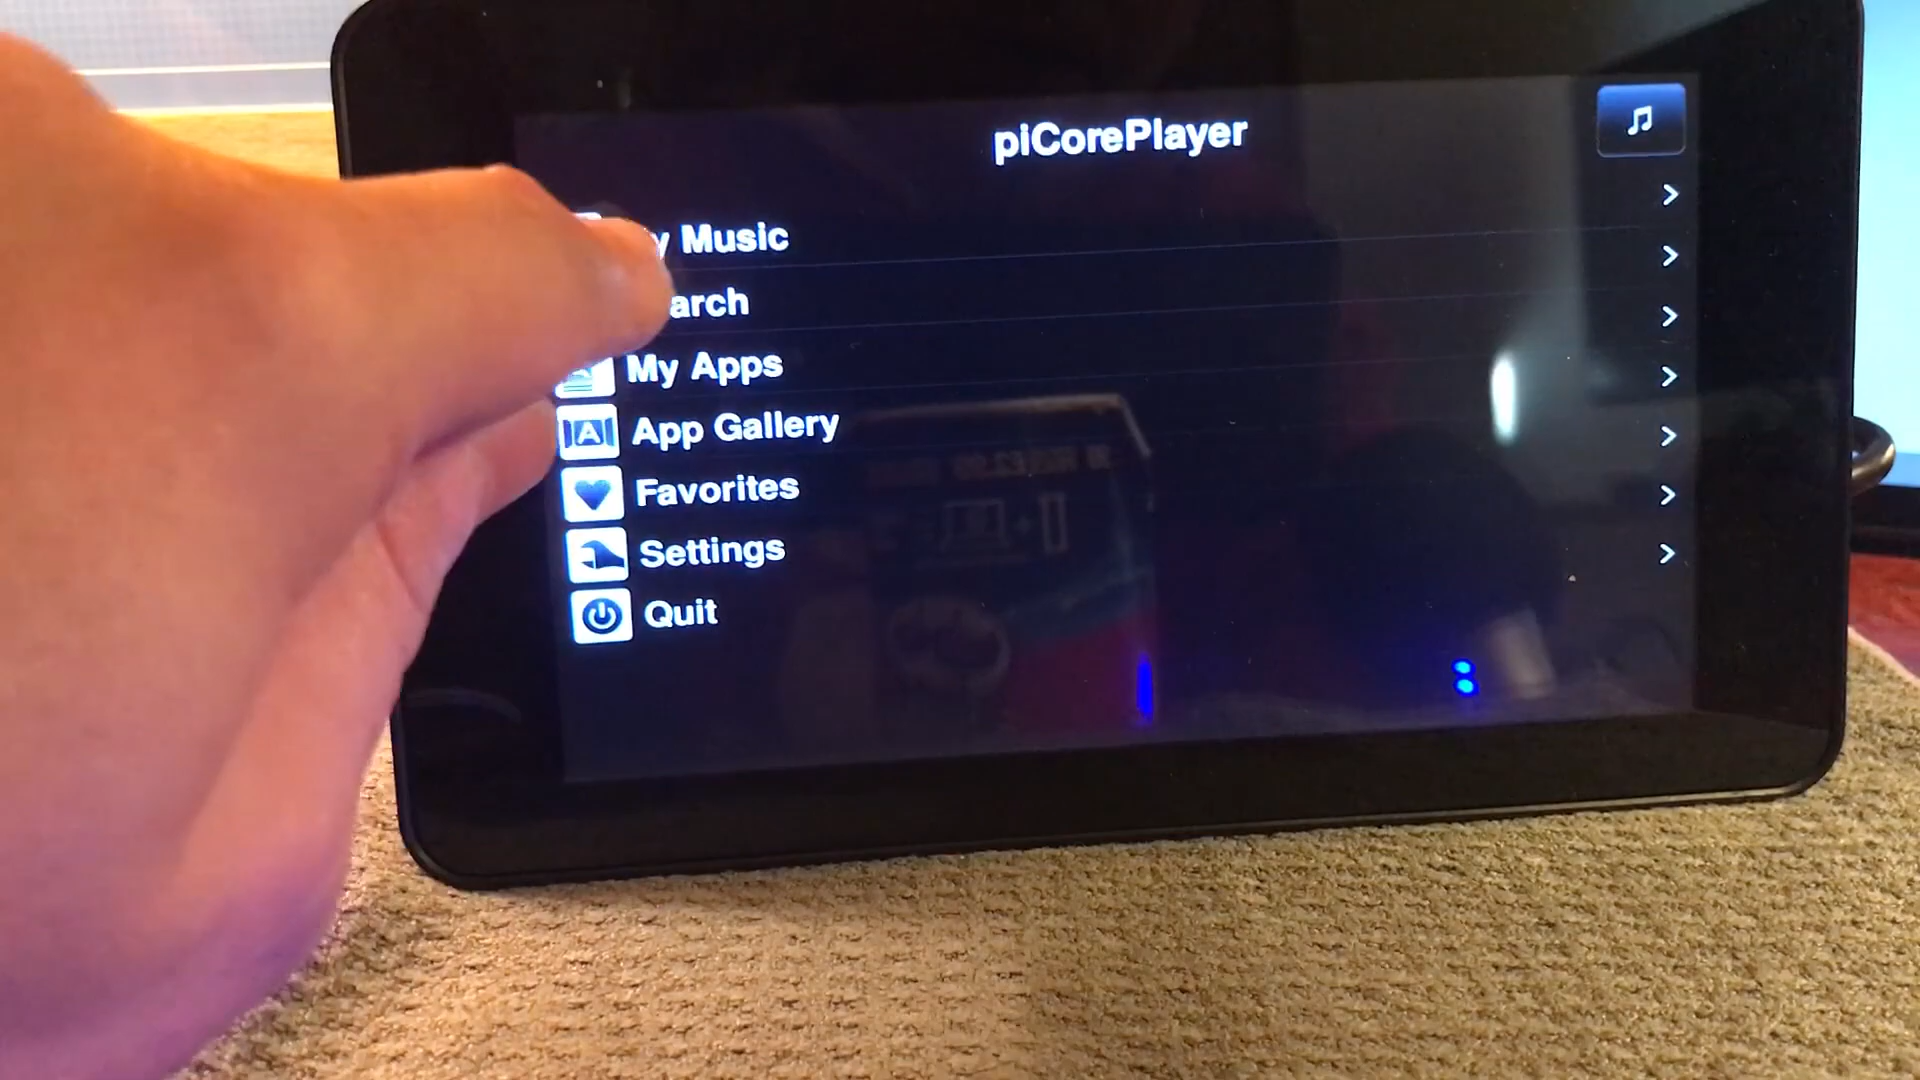 piCorePlayer
y Music
arch
My Apps
App Gallery
Favorites
Settings
Quit